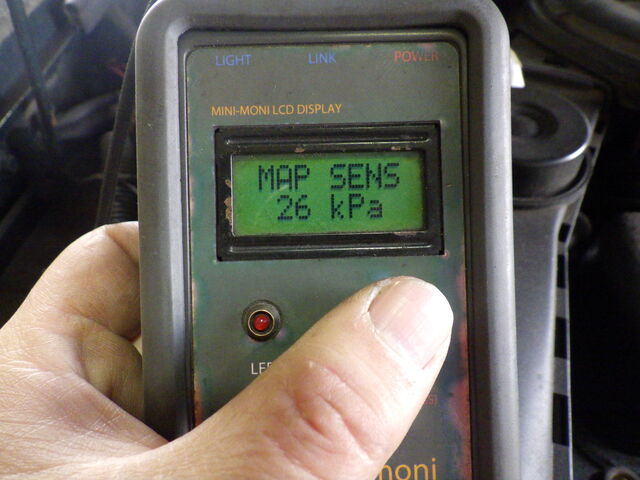 LIGHT LINK POWER
MINI-MONI LCD DISPLAY
MAP SENS
26 kPa
moni